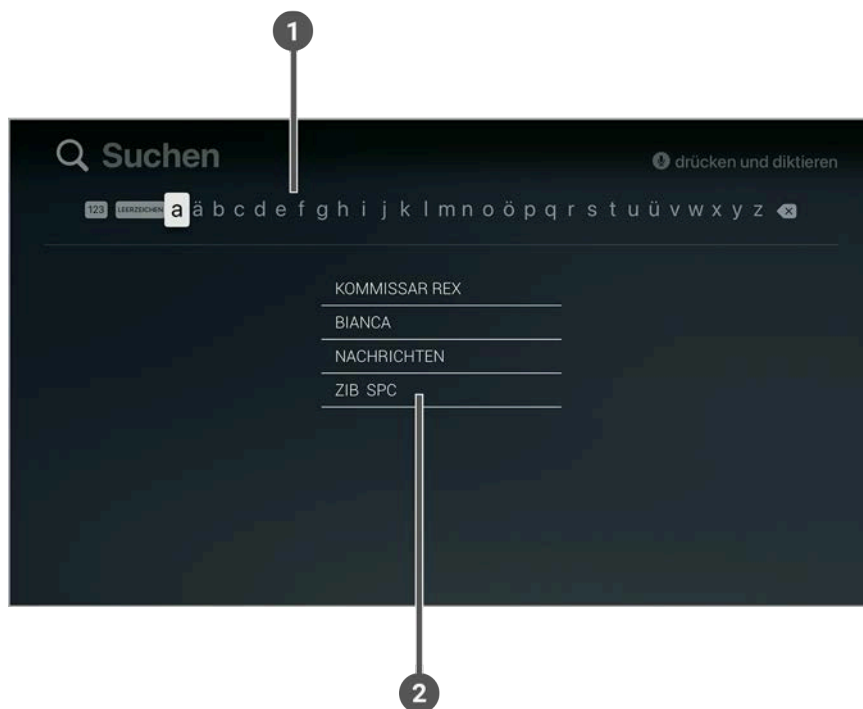 1
Suchen
drücken und diktieren
123 LEERZEICHEN a ä b c d e f g h i j k l m n o ö p q r s t u ü v w x y z
KOMMISSAR REX
BIANCA
NACHRICHTEN
ZIB SPC
2